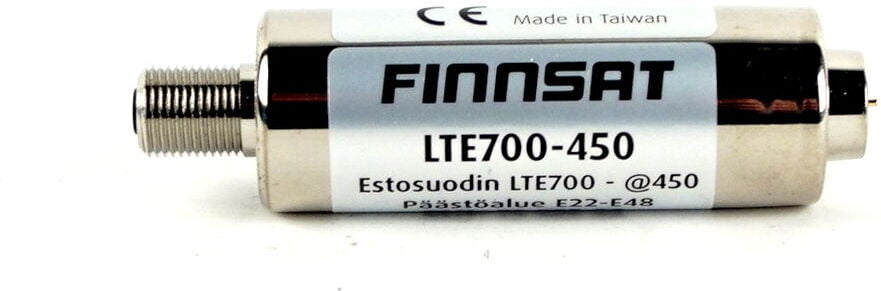 CE Made in Taiwan
FINNSAT
LTE700-450
Estosuodin LTE700 - @450
Päästöalue E22-E48